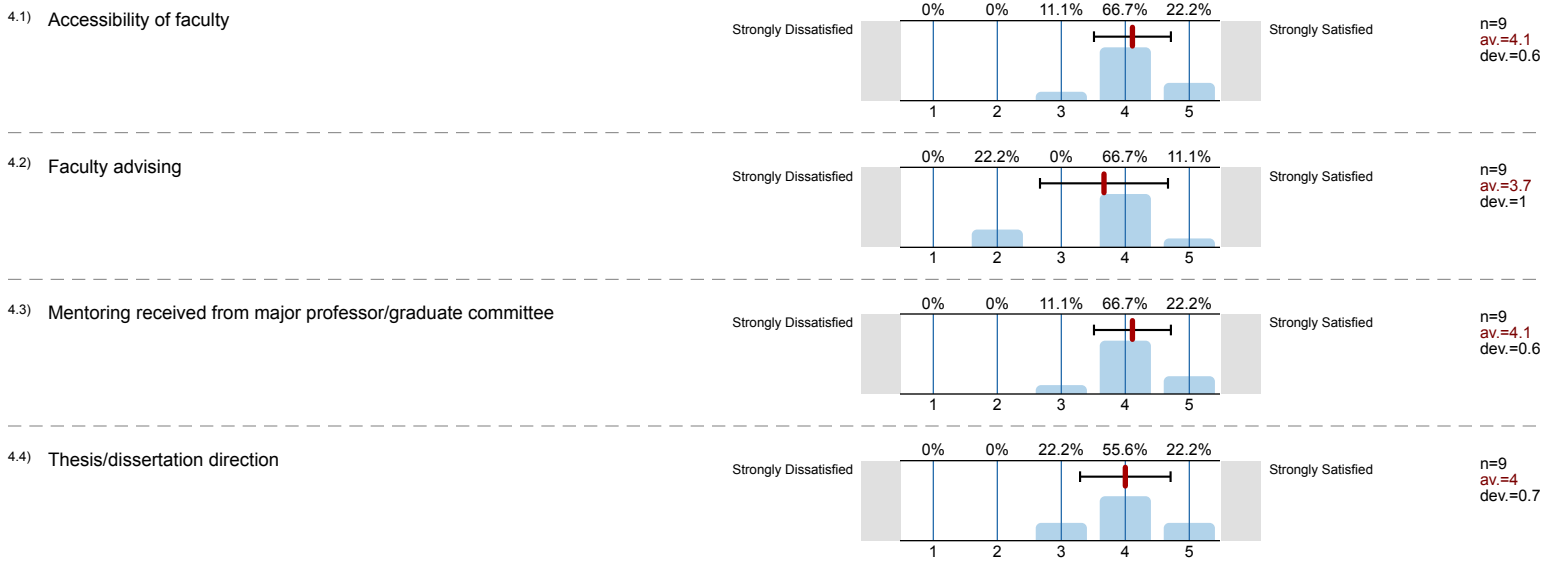 4.1) Accessibility of faculty
0% 0% 11.1% 66.7% 22.2%
Strongly Dissatisfied Strongly Satisfied
n=9
av.=4.1
dev.=0.6
1 2 3 4 5
4.2) Faculty advising
0% 22.2% 0% 66.7% 11.1%
Strongly Dissatisfied Strongly Satisfied
n=9
av.=3.7
dev.=1
1 2 3 4 5
4.3) Mentoring received from major professor/graduate committee
0% 0% 11.1% 66.7% 22.2%
Strongly Dissatisfied Strongly Satisfied
n=9
av.=4.1
dev.=0.6
1 2 3 4 5
4.4) Thesis/dissertation direction
0% 0% 22.2% 55.6% 22.2%
Strongly Dissatisfied Strongly Satisfied
n=9
av.=4
dev.=0.7
1 2 3 4 5